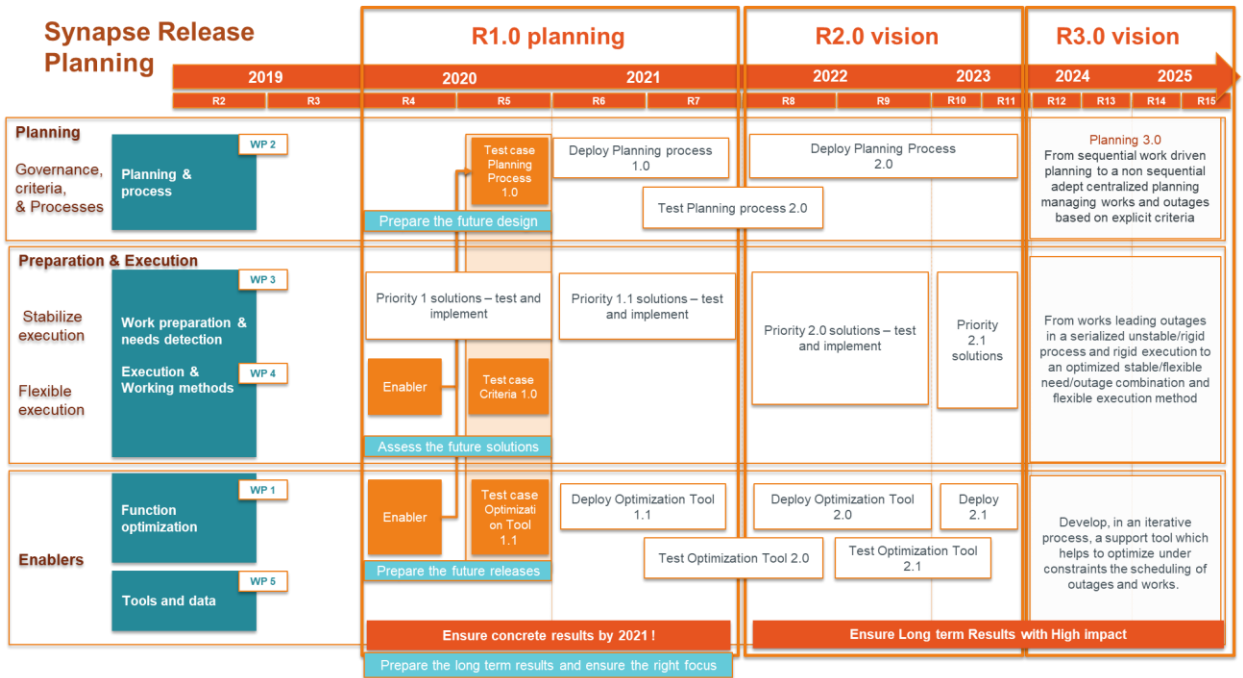 Synapse Release
Planning
R1.0 planning
R2.0 vision
R3.0 vision
2019
2020
2021
2022
2023
2024
2025
R2
R3
R4
R5
R6
R7
R8
R9
R10
R11
R12
R13
R14
R15
Planning
Governance,
criteria,
& Processes
WP 2
Planning &
process
Test case
Planning
Process
1.0
Prepare the future design
Deploy Planning process
1.0
Test Planning process 2.0
Deploy Planning Process
2.0
Planning 3.0
From sequential work driven
planning to a non sequential
adept centralized planning
managing works and outages
based on explicit criteria
Preparation & Execution
Stabilize
execution
Flexible
execution
WP 3
Work preparation &
needs detection
WP 4
Execution &
Working methods
Priority 1 solutions – test and
implement
Priority 1.1 solutions – test
and implement
Priority 2.0 solutions – test
and implement
Priority
2.1
solutions
Enabler
Test case
Criteria 1.0
Assess the future solutions
From works leading outages
in a serialized unstable/rigid
process and rigid execution to
an optimized stable/flexible
need/outage combination and
flexible execution method
Enablers
WP 1
Function
optimization
WP 5
Tools and data
Enabler
Test case
Optimizati
on Tool
1.1
Prepare the future releases
Deploy Optimization Tool
1.1
Test Optimization Tool 2.0
Deploy Optimization Tool
2.0
Deploy
2.1
Test Optimization Tool
2.1
Develop, in an iterative
process, a support tool which
helps to optimize under
constraints the scheduling of
outages and works.
Ensure concrete results by 2021 !
Ensure Long term Results with High impact
Prepare the long term results and ensure the right focus